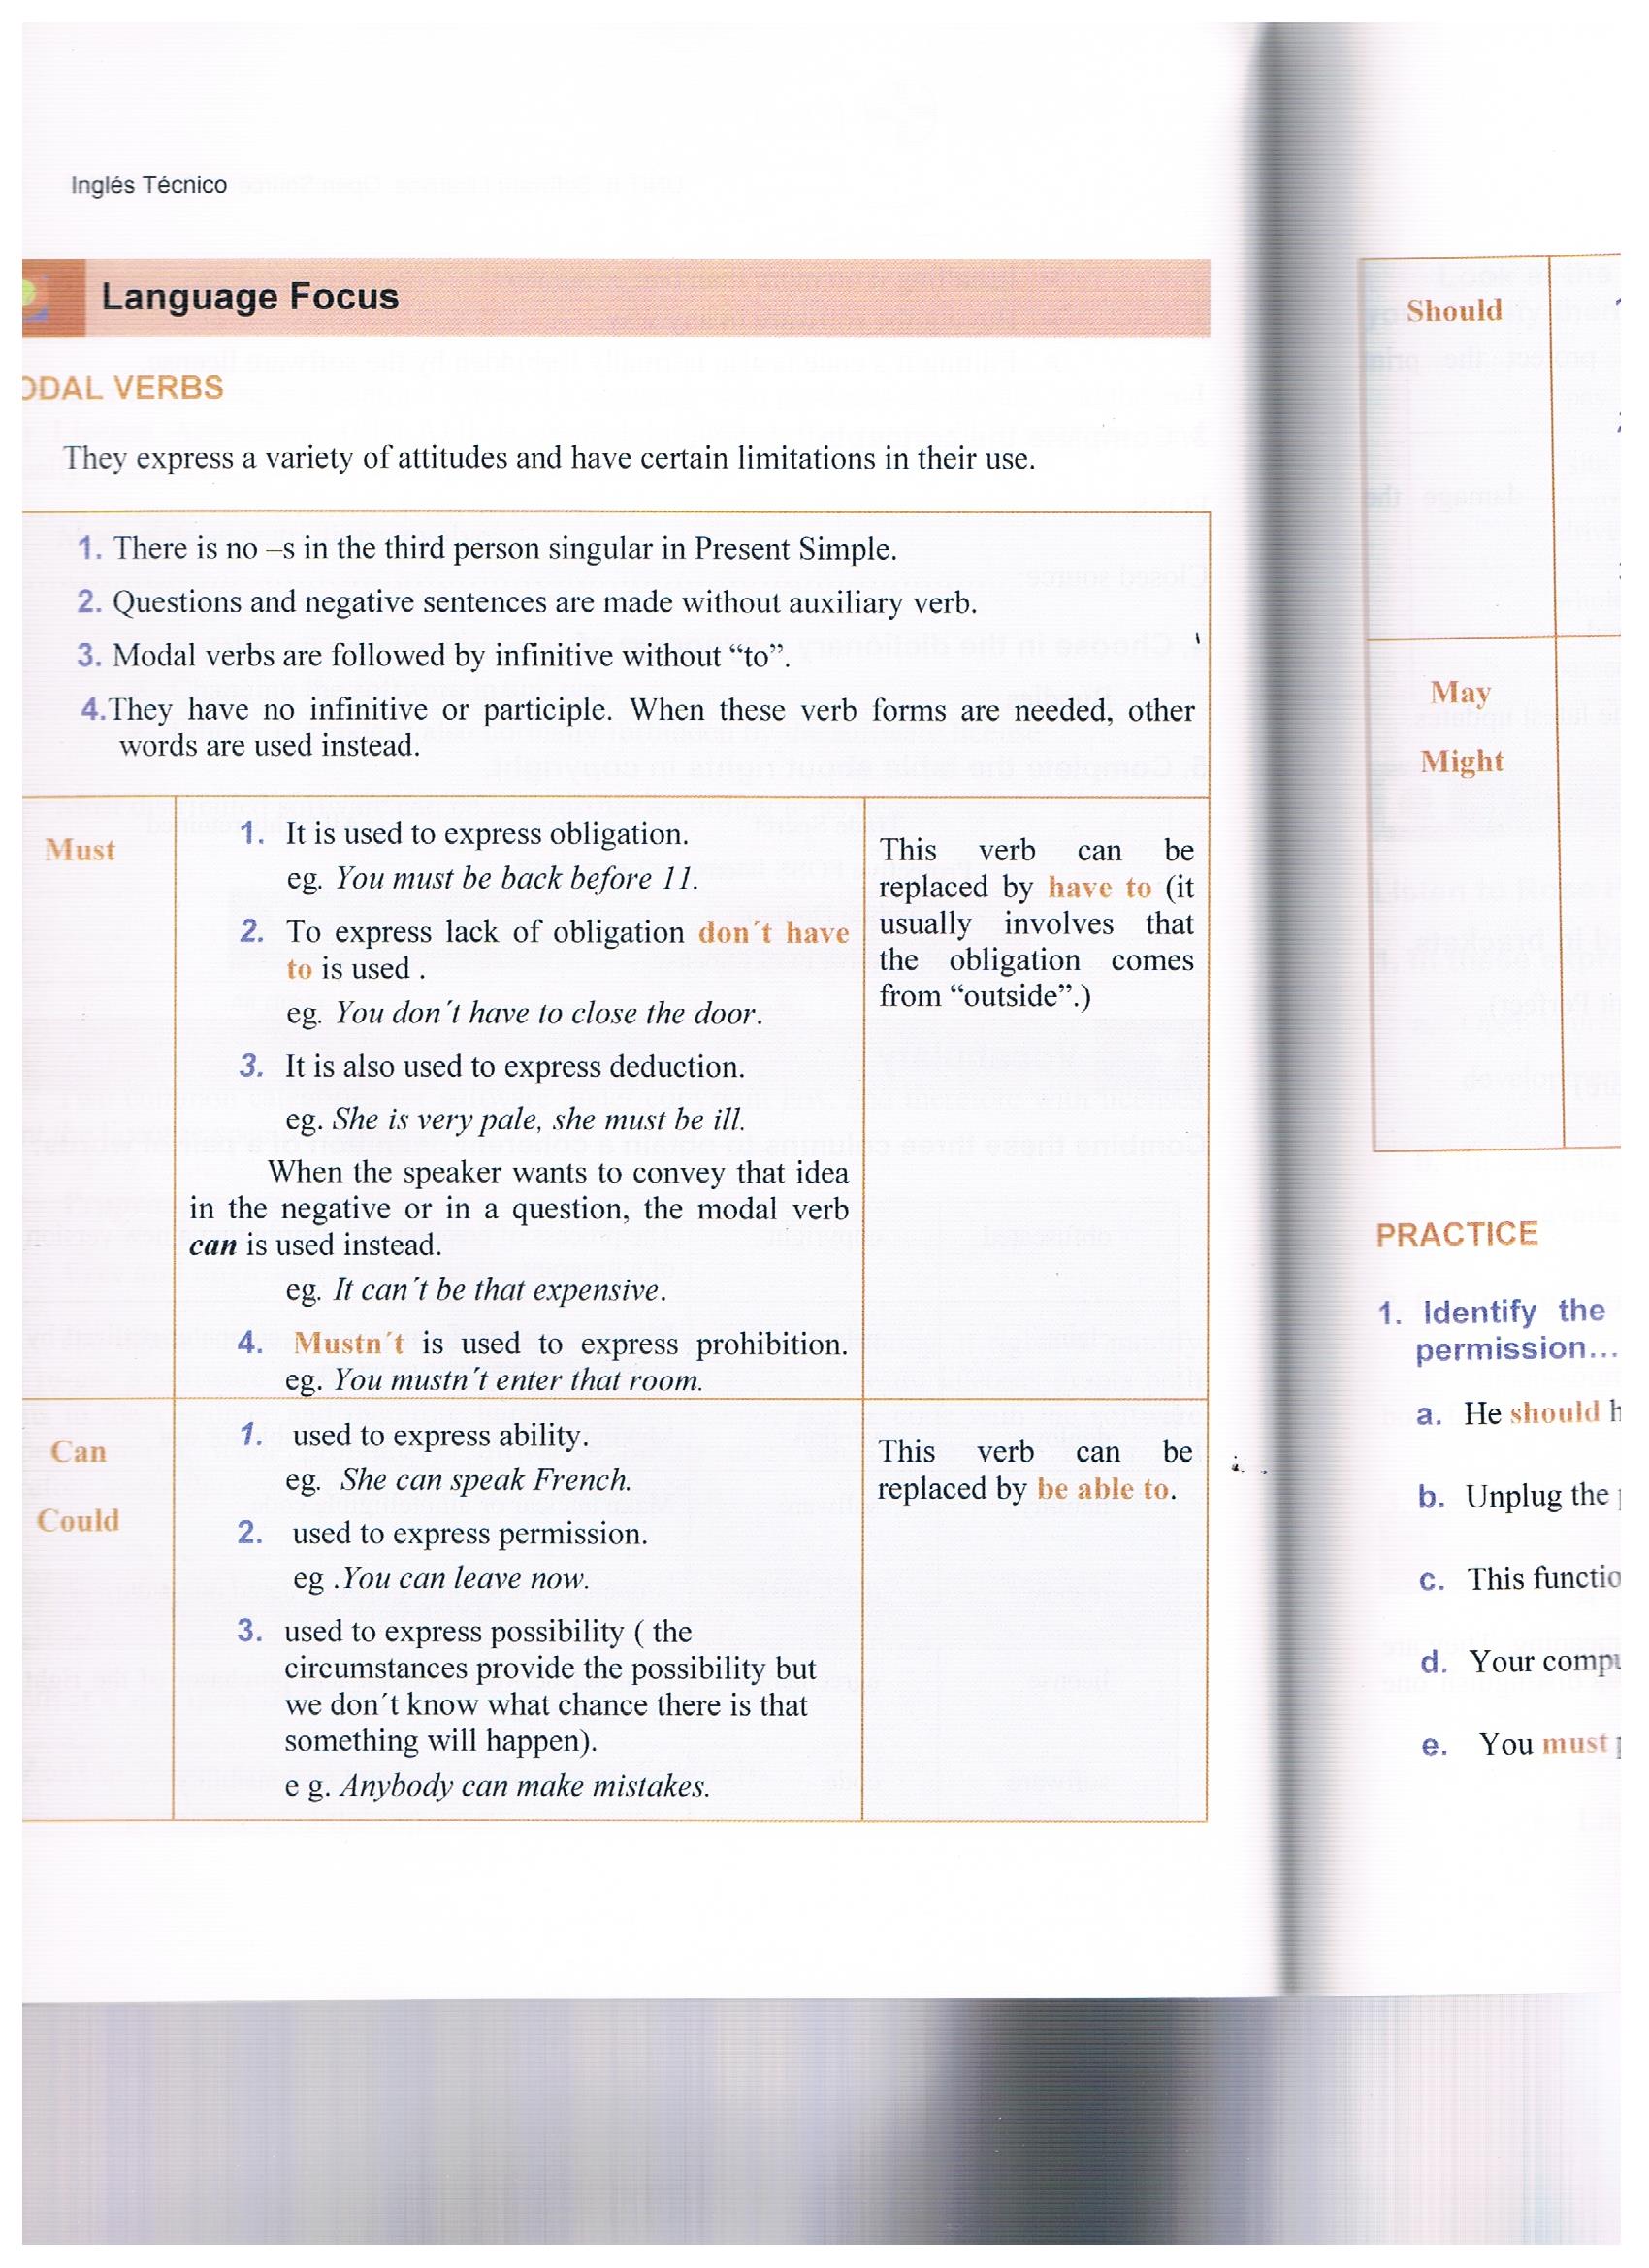 Inglés Técnico
Language Focus
ODAL VERBS
They express a variety of attitudes and have certain limitations in their use.
1. There is no –s in the third person singular in Present Simple.
2. Questions and negative sentences are made without auxiliary verb.
3. Modal verbs are followed by infinitive without “to”.
4.They have no infinitive or participle. When these verb forms are needed, other
words are used instead.
Must
1. It is used to express obligation.
eg. You must be back before 11.
2. To express lack of obligation don´t have
to is used .
eg. You don´t have to close the door.
3. It is also used to express deduction.
eg. She is very pale, she must be ill.
When the speaker wants to convey that idea
in the negative or in a question, the modal verb
can is used instead.
eg. It can´t be that expensive.
4. Mustn´t is used to express prohibition.
eg. You mustn´t enter that room.
This verb can be
replaced by have to (it
usually involves that
the obligation comes
from “outside”.)
Can
Could
1. used to express ability.
eg. She can speak French.
2. used to express permission.
eg .You can leave now.
3. used to express possibility ( the
circumstances provide the possibility but
we don´t know what chance there is that
something will happen).
e g. Anybody can make mistakes.
This verb can be
replaced by be able to.
Should
May
Might
PRACTICE
1. Identify the
permission...
a. He should
b. Unplug the
c. This functio
d. Your compu
e. You must